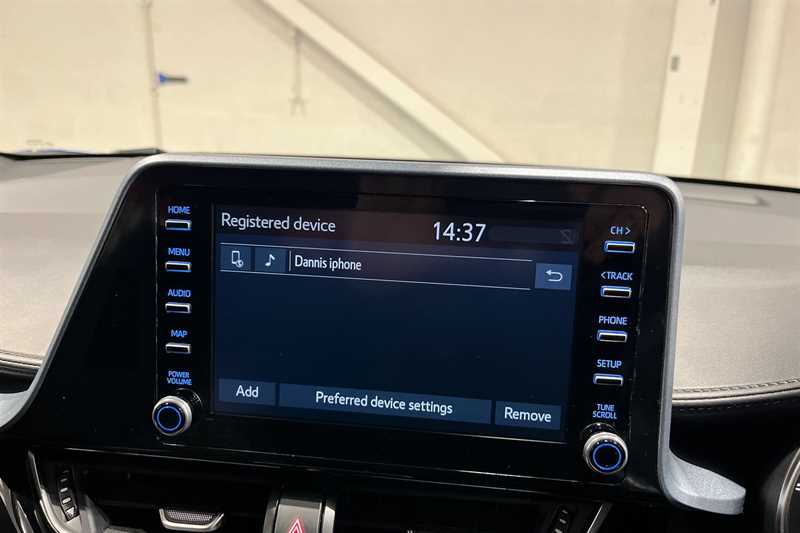 HOME
MENU
AUDIO
MAP
POWER
VOLUME
Registered device
14:37
Dannis iphone
Add
Preferred device settings
Remove
CH >
<TRACK
PHONE
SETUP
TUNE
SCROLL